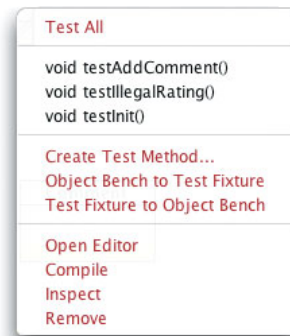 Test All
void testAddComment()
void testIllegalRating()
void testInit()
Create Test Method...
Object Bench to Test Fixture
Test Fixture to Object Bench
Open Editor
Compile
Inspect
Remove